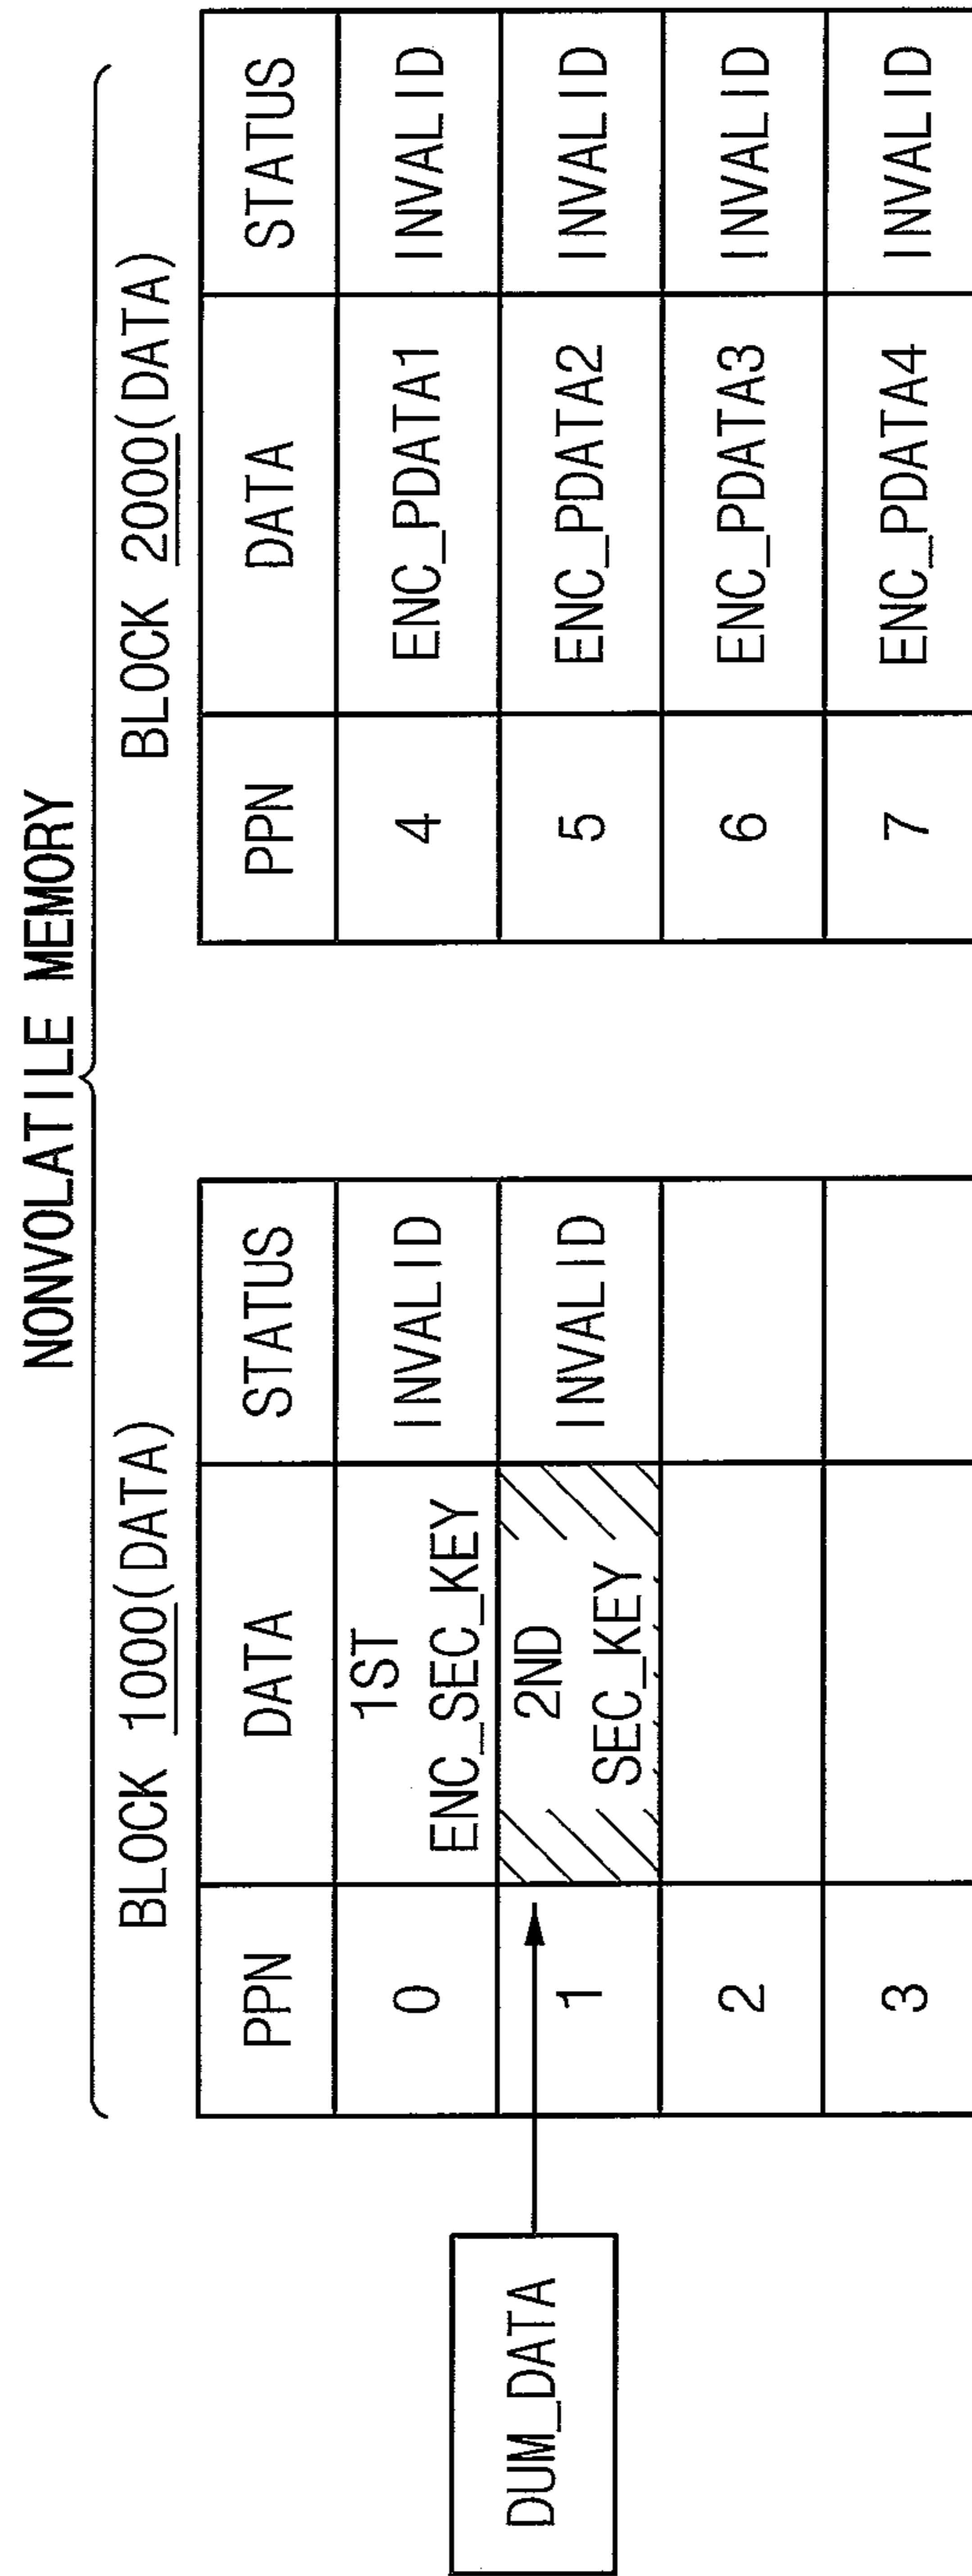 NONVOLATILE MEMORY
BLOCK 1000(DATA)
PPN DATA STATUS
0 1ST ENC_SEC_KEY INVALID
1 2ND SEC_KEY INVALID
2
3
DUM_DATA
BLOCK 2000(DATA)
PPN DATA STATUS
4 ENC_PDATA1 INVALID
5 ENC_PDATA2 INVALID
6 ENC_PDATA3 INVALID
7 ENC_PDATA4 INVALID